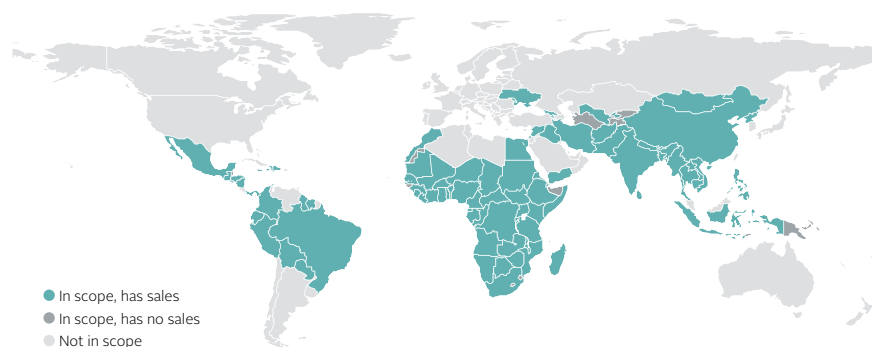 In scope, has sales
In scope, has no sales
Not in scope